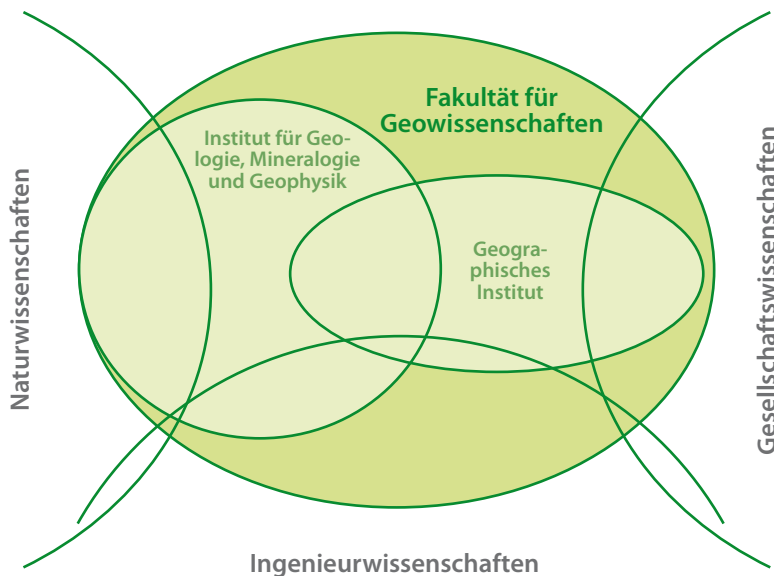 Fakultät für
Geowissenschaften
Institut für Geo-
logie, Mineralogie
und Geophysik
Geogra-
phisches
Institut
Naturwissenschaften
Gesellschaftswissenschaften
Ingenieurwissenschaften